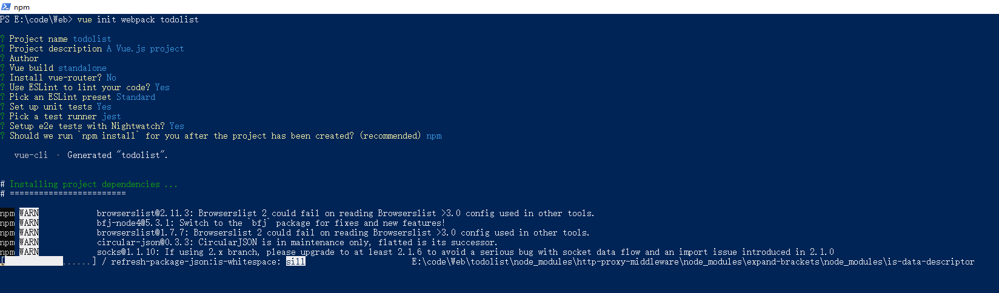 npm
PS E:\code\Web> vue init webpack todolist
? Project name todolist
? Project description A Vue.js project
? Author
? Vue build standalone
? Install vue-router? No
? Use ESLint to lint your code? Yes
? Pick an ESLint preset Standard
? Set up unit tests Yes
? Pick a test runner jest
? Setup e2e tests with Nightwatch? Yes
? Should we run `npm install` for you after the project has been created? (recommended) npm
vue-cli · Generated "todolist".
# Installing project dependencies ...
# ========================
npm WARN browserslist@2.11.3: Browserslist 2 could fail on reading Browserslist >3.0 config used in other tools.
npm WARN bfj-node4@5.3.1: Switch to the `bfj` package for fixes and new features!
npm WARN browserslist@1.7.7: Browserslist 2 could fail on reading Browserslist >3.0 config used in other tools.
npm WARN circular-json@0.3.3: CircularJSON is in maintenance only, flatted is its successor.
npm WARN socks@1.1.10: If using 2.x branch, please upgrade to at least 2.1.6 to avoid a serious bug with socket data flow and an import issue introduced in 2.1.0
[ ......] / refresh-package-json:is-whitespace: sill E:\code\Web\todolist\node_modules\http-proxy-middleware\node_modules\expand-brackets\node_modules\is-data-descriptor